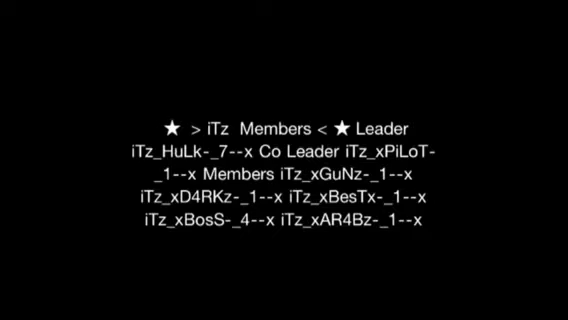 ★ > iTz  Members < ★ Leader
iTz_HuLk-_7--x Co Leader iTz_xPiLoT-
_1--x Members iTz_xGuNz-_1--x
iTz_xD4RKz-_1--x iTz_xBesTx-_1--x
iTz_xBosS-_4--x iTz_xAR4Bz-_1--x